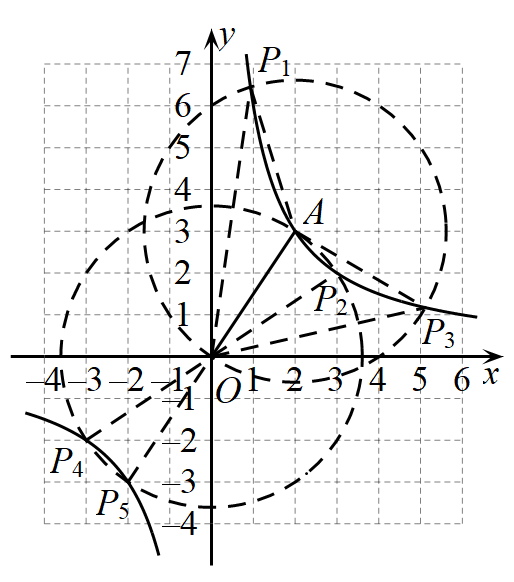 y
7
P₁
6
5
4
A
3
2
P₂
1
P₃
–4 –3 –2 –1 O 1 2 3 4 5 6 x
–1
–2
P₄
–3
P₅
–4